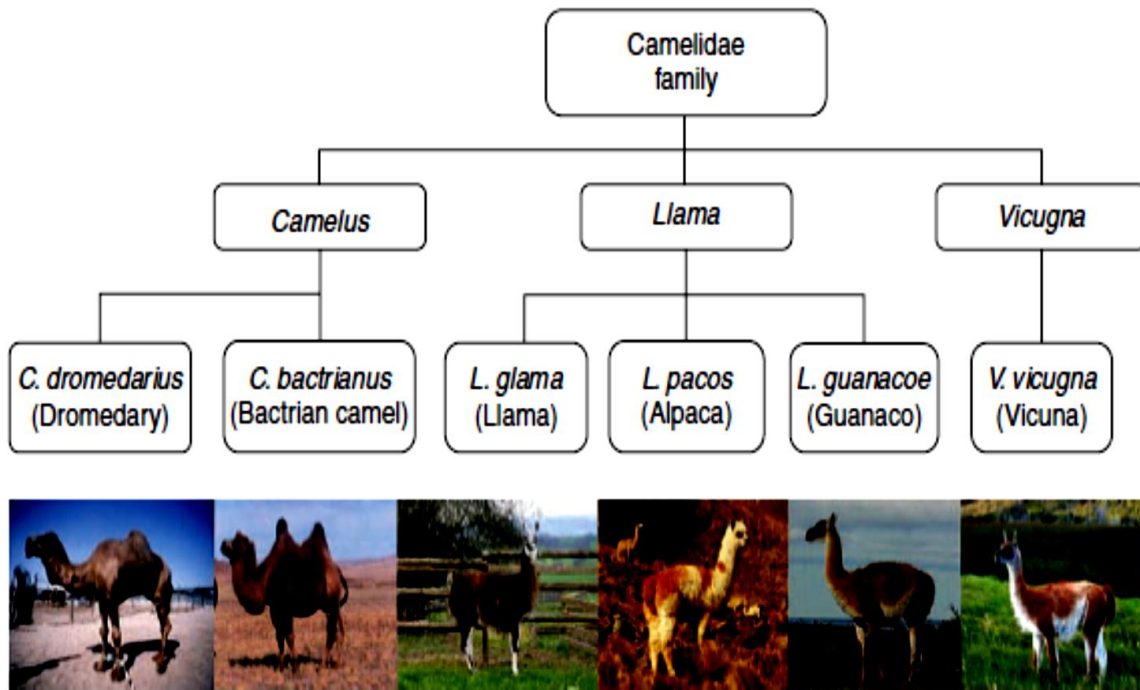 Camelidae
family
Camelus
Llama
Vicugna
C. dromedarius
(Dromedary)
C. bactrianus
(Bactrian camel)
L. glama
(Llama)
L. pacos
(Alpaca)
L. guanacoe
(Guanaco)
V. vicugna
(Vicuna)